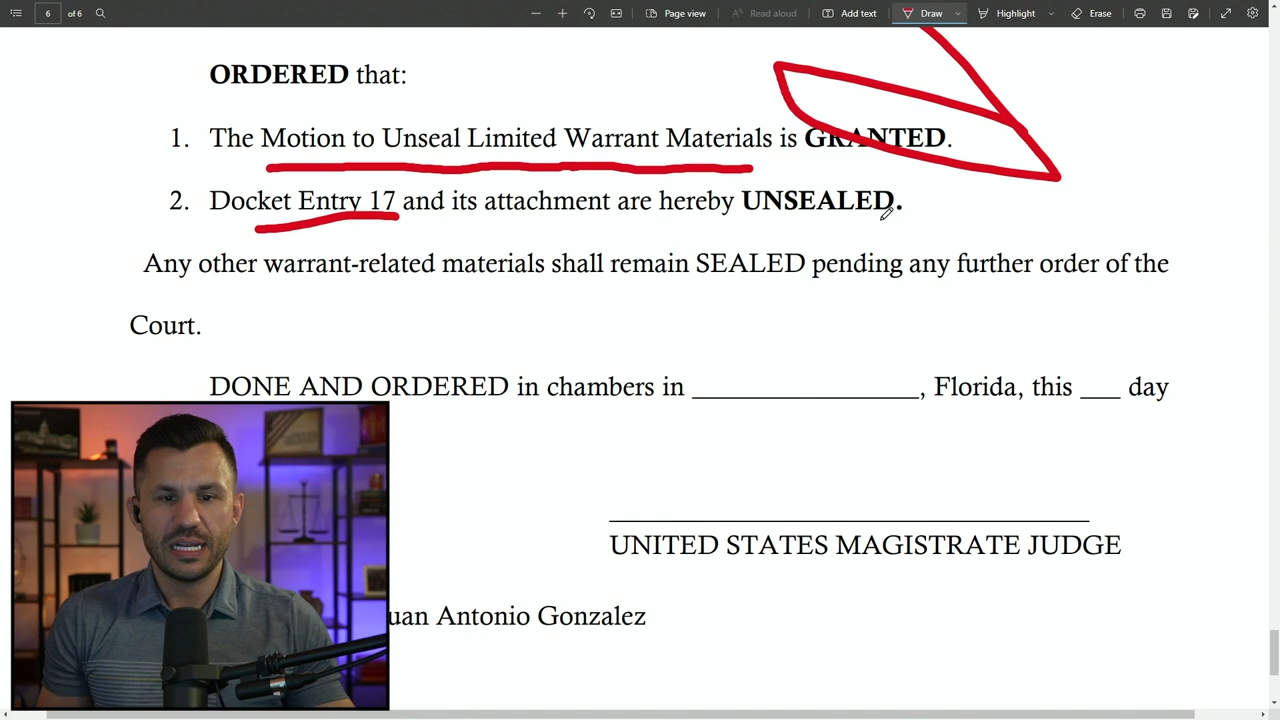 6 of 6 Page view Read aloud Add text Draw Highlight Erase
ORDERED that:
1. The Motion to Unseal Limited Warrant Materials is GRANTED.
2. Docket Entry 17 and its attachment are hereby UNSEALED.
Any other warrant-related materials shall remain SEALED pending any further order of the
Court.
DONE AND ORDERED in chambers in ________________, Florida, this ___ day
UNITED STATES MAGISTRATE JUDGE
uan Antonio Gonzalez